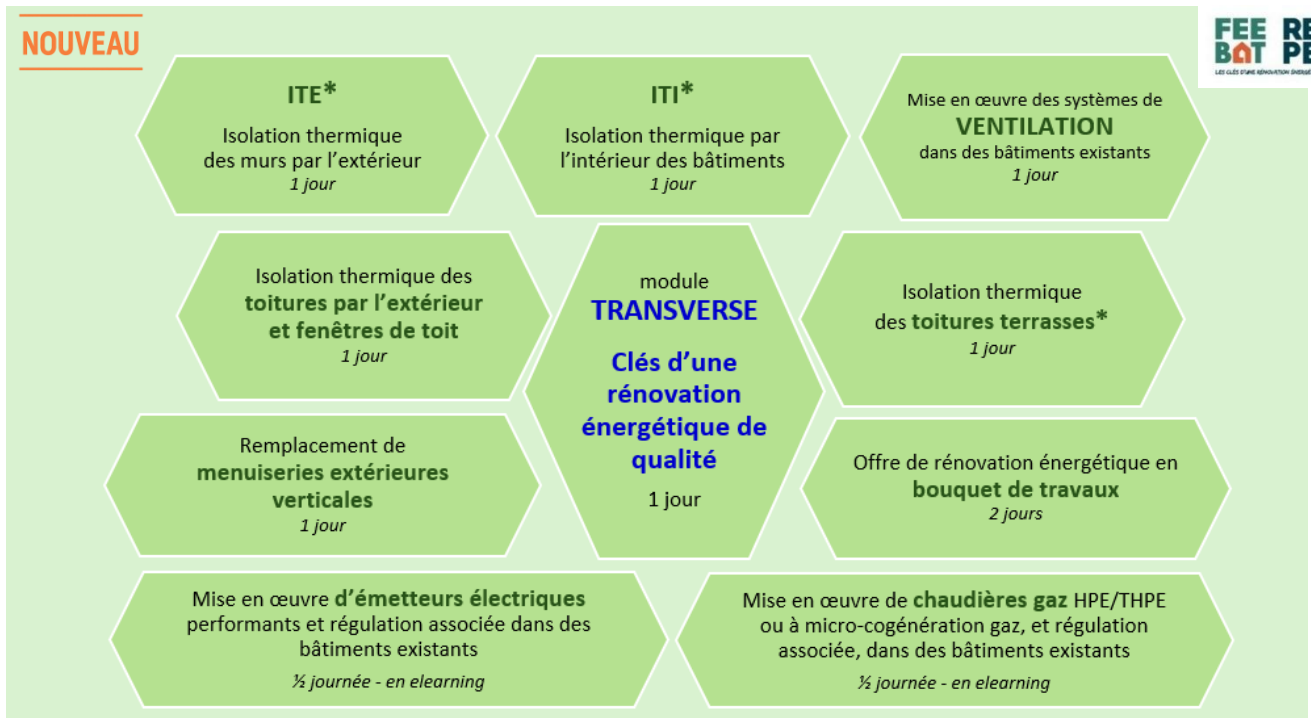 NOUVEAU
FEE
BAT
LES CLÉS D'UNE RÉNOVATION
RE
PE
ITE*
Isolation thermique
des murs par l'extérieur
1 jour
ITI*
Isolation thermique par
l'intérieur des bâtiments
1 jour
Mise en œuvre des systèmes de
VENTILATION
dans des bâtiments existants
1 jour
Isolation thermique des
toitures par l'extérieur
et fenêtres de toit
1 jour
module
TRANSVERSE
Clés d'une
rénovation
énergétique de
qualité
1 jour
Isolation thermique
des toitures terrasses*
1 jour
Remplacement de
menuiseries extérieures
verticales
1 jour
Offre de rénovation énergétique en
bouquet de travaux
2 jours
Mise en œuvre d'émetteurs électriques
performants et régulation associée dans des
bâtiments existants
½ journée - en elearning
Mise en œuvre de chaudières gaz HPE/THPE
ou à micro-cogénération gaz, et régulation
associée, dans des bâtiments existants
½ journée - en elearning